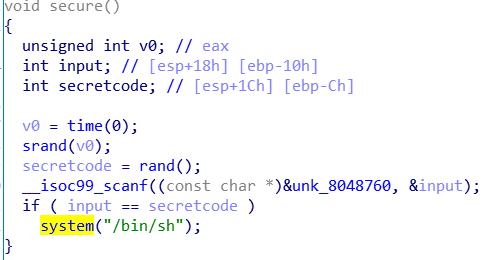 void secure()
{
  unsigned int v0; // eax
  int input; // [esp+18h] [ebp-10h]
  int secretcode; // [esp+1Ch] [ebp-Ch]

  v0 = time(0);
  srand(v0);
  secretcode = rand();
  __isoc99_scanf((const char *)&unk_8048760, &input);
  if ( input == secretcode )
    system("/bin/sh");
}